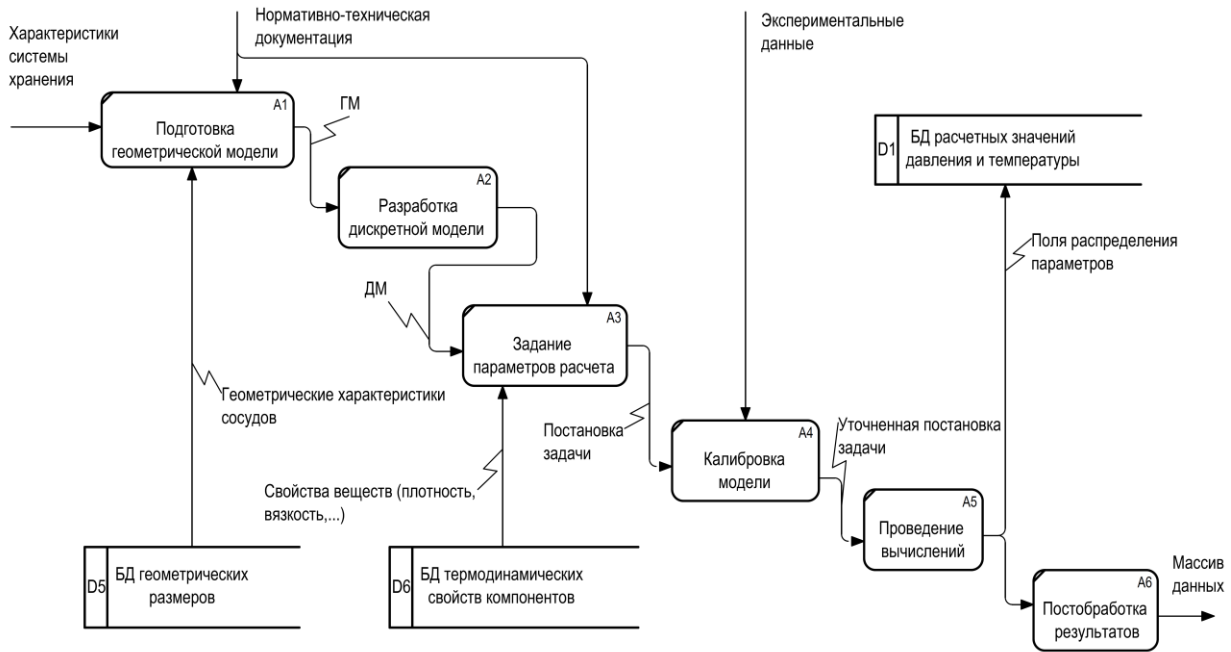 Характеристики
системы
хранения
Нормативно-техническая
документация
Экспериментальные
данные
A1
Подготовка
геометрической модели
ГМ
D1
БД расчетных значений
давления и температуры
A2
Разработка
дискретной модели
Поля распределения
параметров
ДМ
A3
Задание
параметров расчета
Геометрические характеристики
сосудов
Постановка
задачи
A4
Калибровка
модели
Уточненная постановка
задачи
Свойства веществ (плотность,
вязкость,...)
A5
Проведение
вычислений
D5
БД геометрических
размеров
D6
БД термодинамических
свойств компонентов
A6
Постобработка
результатов
Массив
данных